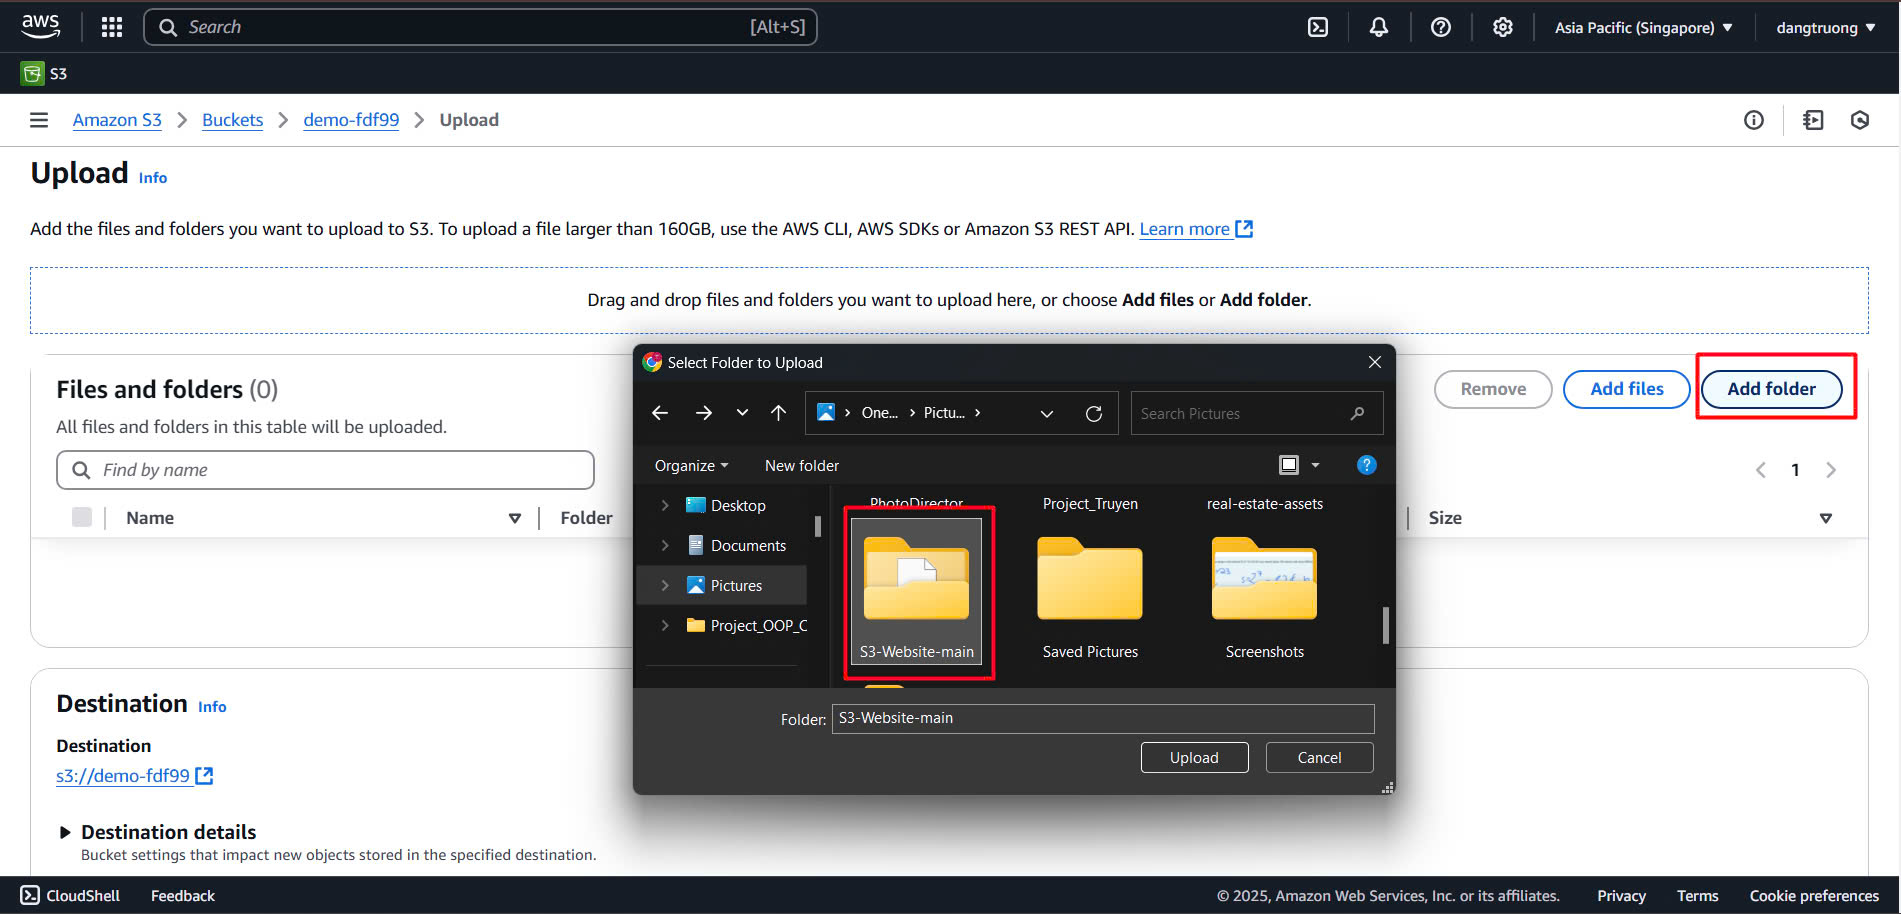 aws
Search
[Alt+S]
Asia Pacific (Singapore)
dangtruong
S3
Amazon S3
Buckets
demo-fdf99
Upload
Upload Info
Add the files and folders you want to upload to S3. To upload a file larger than 160GB, use the AWS CLI, AWS SDKs or Amazon S3 REST API. Learn more
Drag and drop files and folders you want to upload here, or choose Add files or Add folder.
Files and folders (0)
All files and folders in this table will be uploaded.
Remove
Add files
Add folder
Find by name
1
Name
Folder
Size
Select Folder to Upload
One...
Pictu...
Search Pictures
Organize
New folder
?
Desktop
Documents
Pictures
Project_OOP_C
PhotoDirector
Project_Truyen
real-estate-assets
S3-Website-main
Saved Pictures
Screenshots
Folder: S3-Website-main
Upload
Cancel
Destination Info
Destination
s3://demo-fdf99
Destination details
Bucket settings that impact new objects stored in the specified destination.
CloudShell
Feedback
© 2025, Amazon Web Services, Inc. or its affiliates.
Privacy
Terms
Cookie preferences